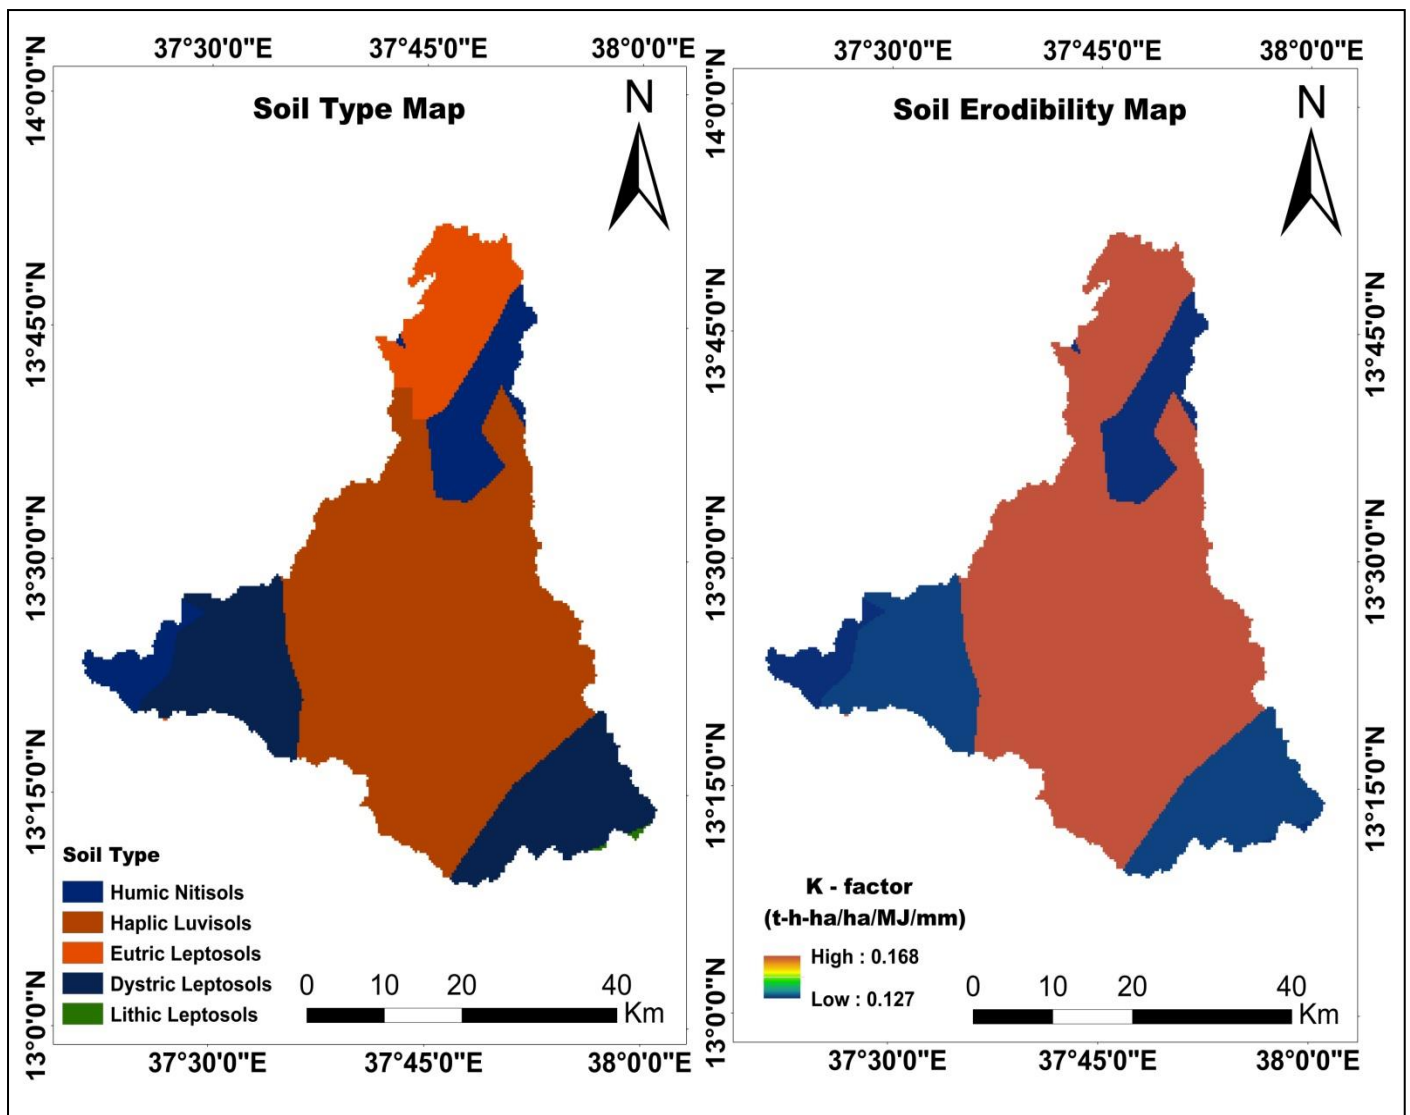 37°30'0"E 37°45'0"E 38°0'0"E
14°0'0"N
13°45'0"N
13°30'0"N
13°15'0"N
13°0'0"N
Soil Type Map
N
Soil Type
Humic Nitisols
Haplic Luvisols
Eutric Leptosols
Dystric Leptosols
Lithic Leptosols
0 10 20 40
Km
37°30'0"E 37°45'0"E 38°0'0"E
37°30'0"E 37°45'0"E 38°0'0"E
14°0'0"N
13°45'0"N
13°30'0"N
13°15'0"N
13°0'0"N
Soil Erodibility Map
N
13°45'0"N
13°30'0"N
13°15'0"N
K - factor
(t-h-ha/ha/MJ/mm)
High : 0.168
Low : 0.127
0 10 20 40
Km
37°30'0"E 37°45'0"E 38°0'0"E